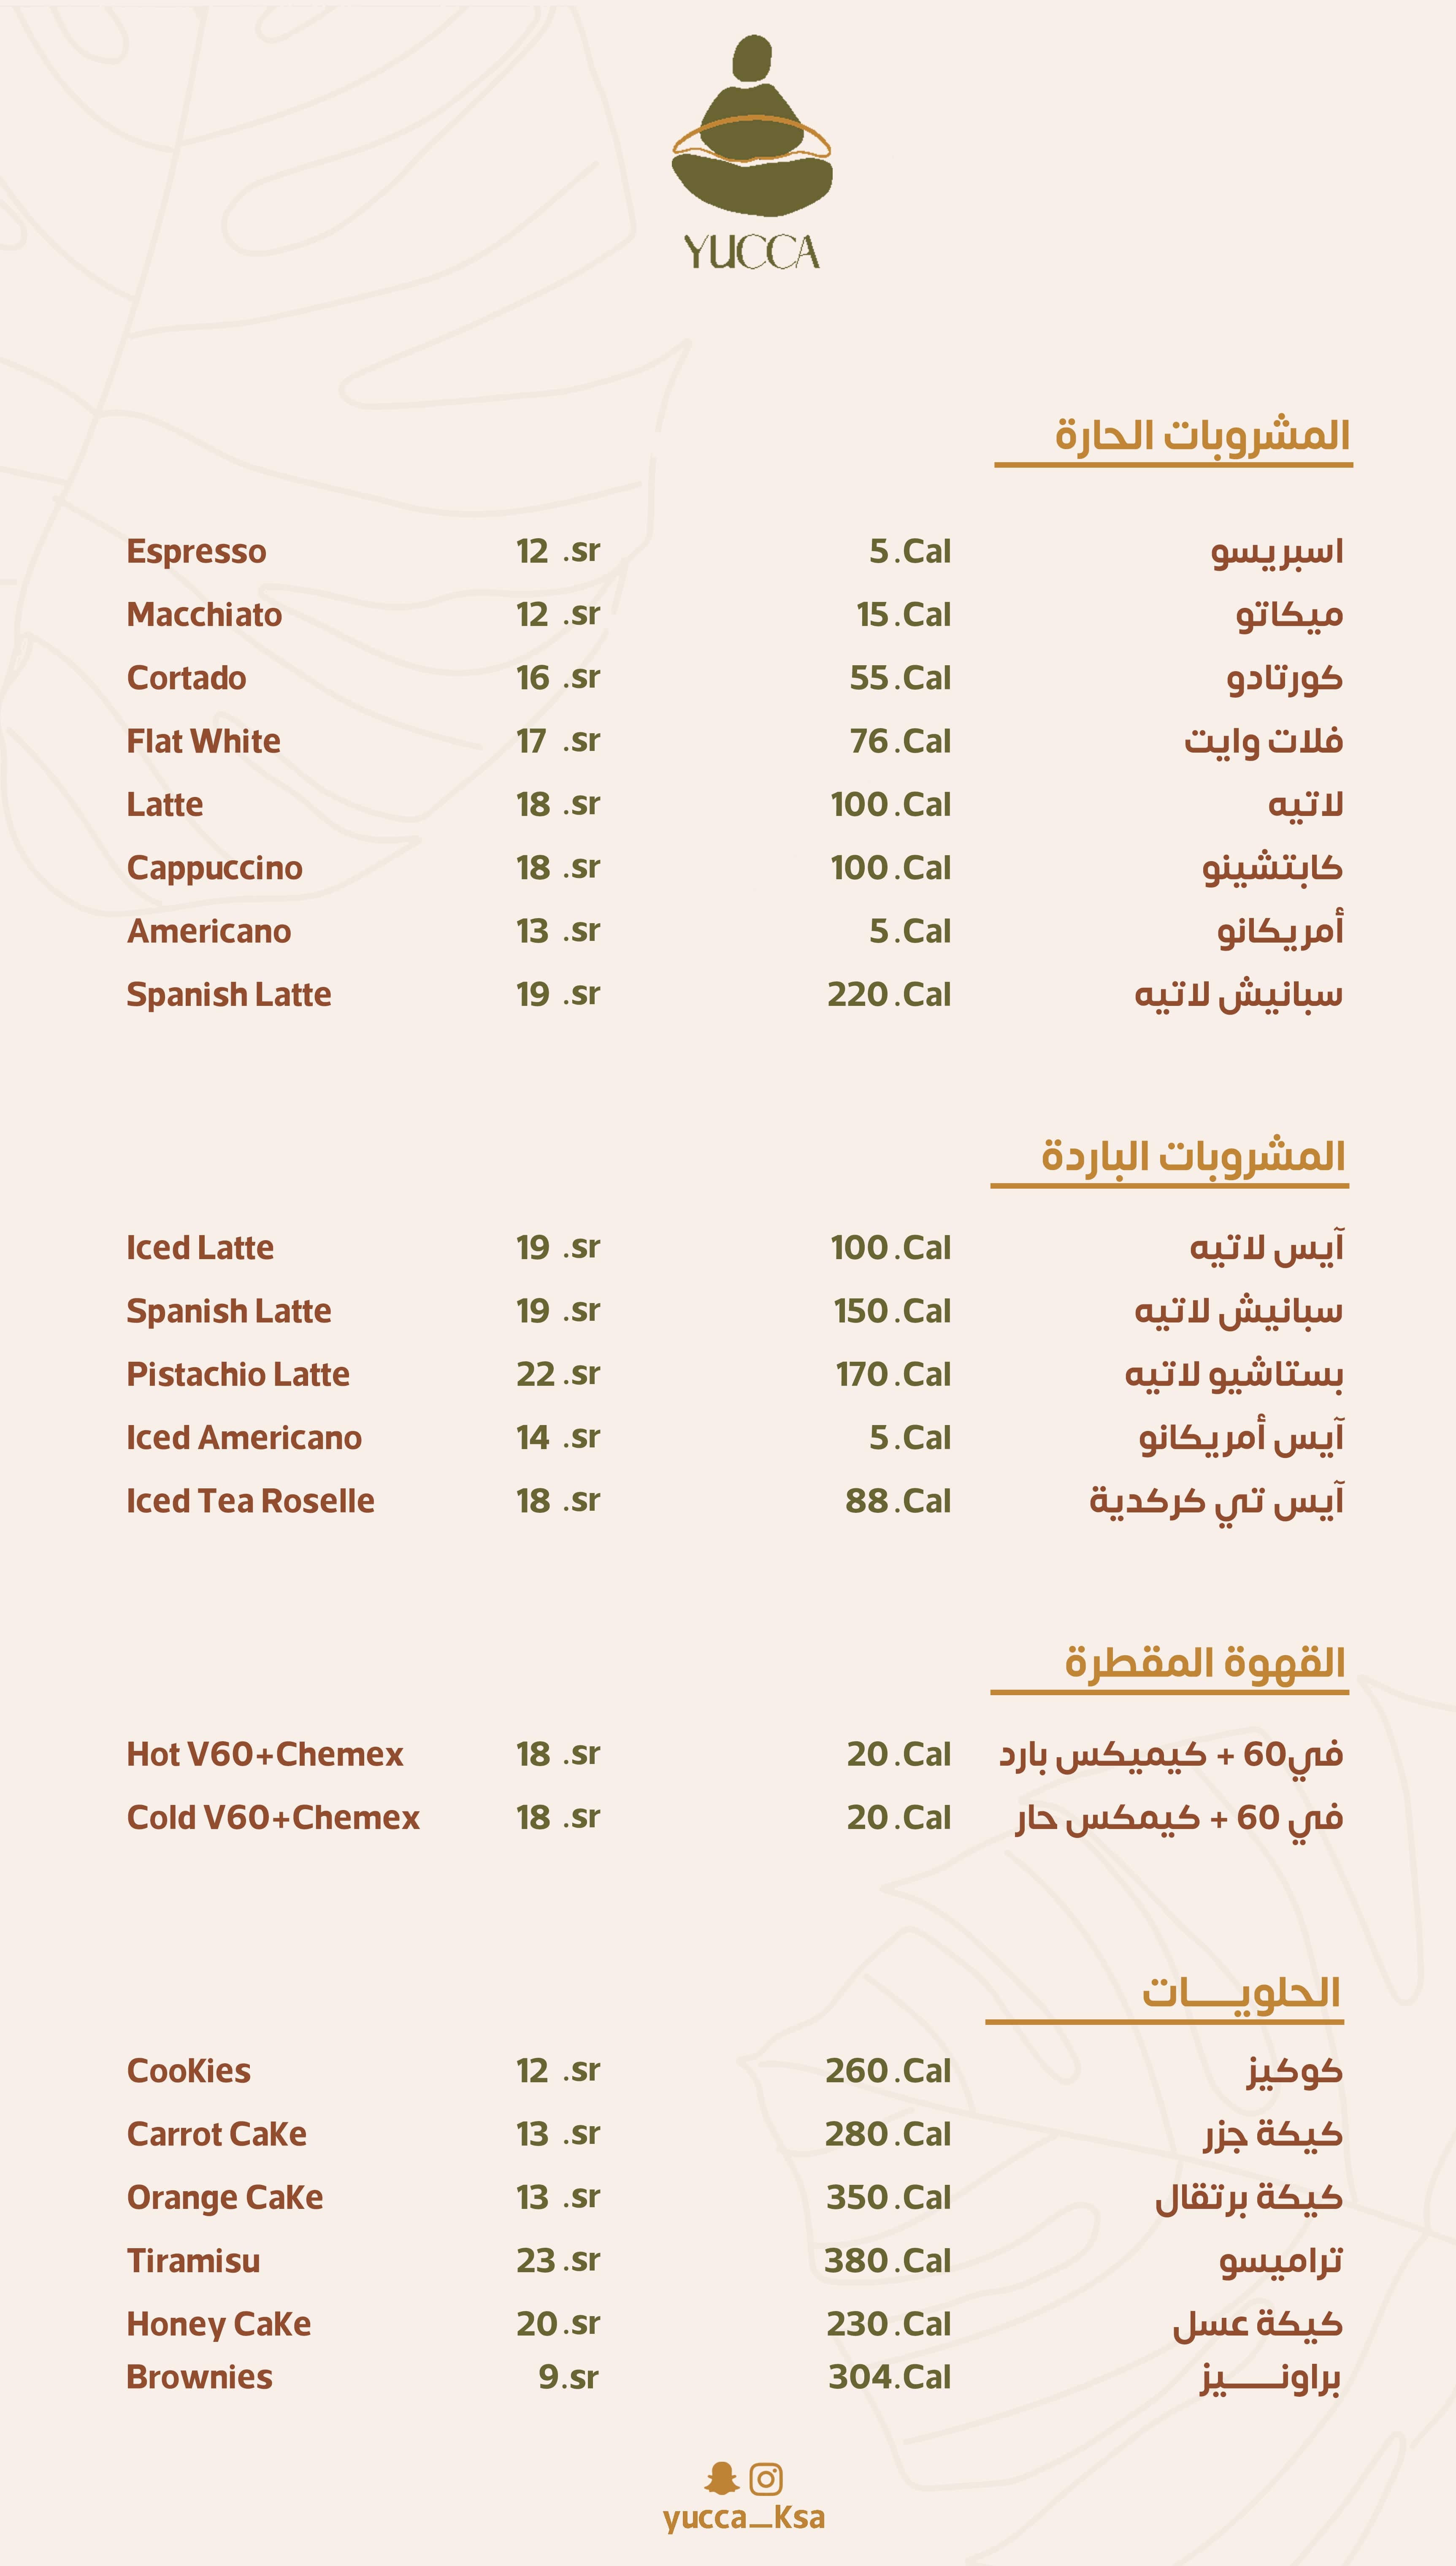 YUCCA
المشروبات الحارة
Espresso 12 .sr 5 .Cal اسبريسو
Macchiato 12 .sr 15 .Cal ميكاتو
Cortado 16 .sr 55 .Cal كورتادو
Flat White 17 .sr 76 .Cal فلات وايت
Latte 18 .sr 100 .Cal لاتيه
Cappuccino 18 .sr 100 .Cal كابتشينو
Americano 13 .sr 5 .Cal أمريكانو
Spanish Latte 19 .sr 220 .Cal سبانيش لاتيه
المشروبات الباردة
Iced Latte 19 .sr 100 .Cal آيس لاتيه
Spanish Latte 19 .sr 150 .Cal سبانيش لاتيه
Pistachio Latte 22 .sr 170 .Cal بستاشيو لاتيه
Iced Americano 14 .sr 5 .Cal آيس أمريكانو
Iced Tea Roselle 18 .sr 88 .Cal آيس تي كركدية
القهوة المقطرة
Hot V60+Chemex 18 .sr 20 .Cal في60 + كيميكس بارد
Cold V60+Chemex 18 .sr 20 .Cal في 60 + كيمكس حار
الحلويـــات
CooKies 12 .sr 260 .Cal كوكيز
Carrot CaKe 13 .sr 280 .Cal كيكة جزر
Orange CaKe 13 .sr 350 .Cal كيكة برتقال
Tiramisu 23 .sr 380 .Cal تراميسو
Honey CaKe 20 .sr 230 .Cal كيكة عسل
Brownies 9.sr 304.Cal براونـــيز
yucca_Ksa